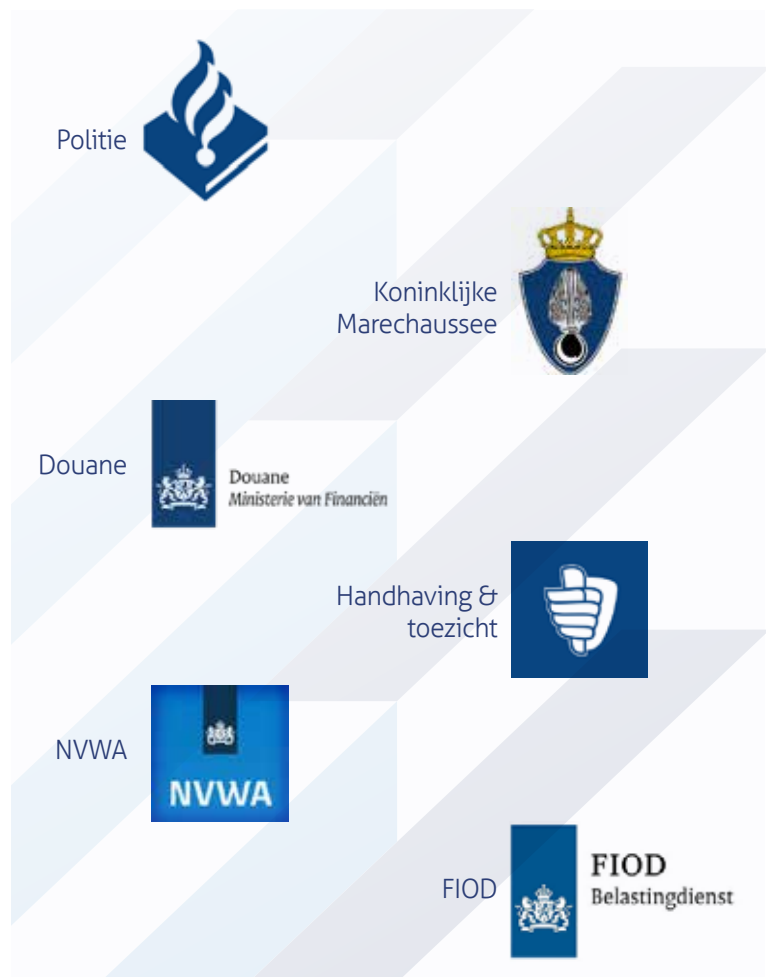 Politie
Koninklijke
Marechaussee
Douane
Douane
Ministerie van Financiën
Handhaving &
toezicht
NVWA
NVWA
FIOD
FIOD
Belastingdienst